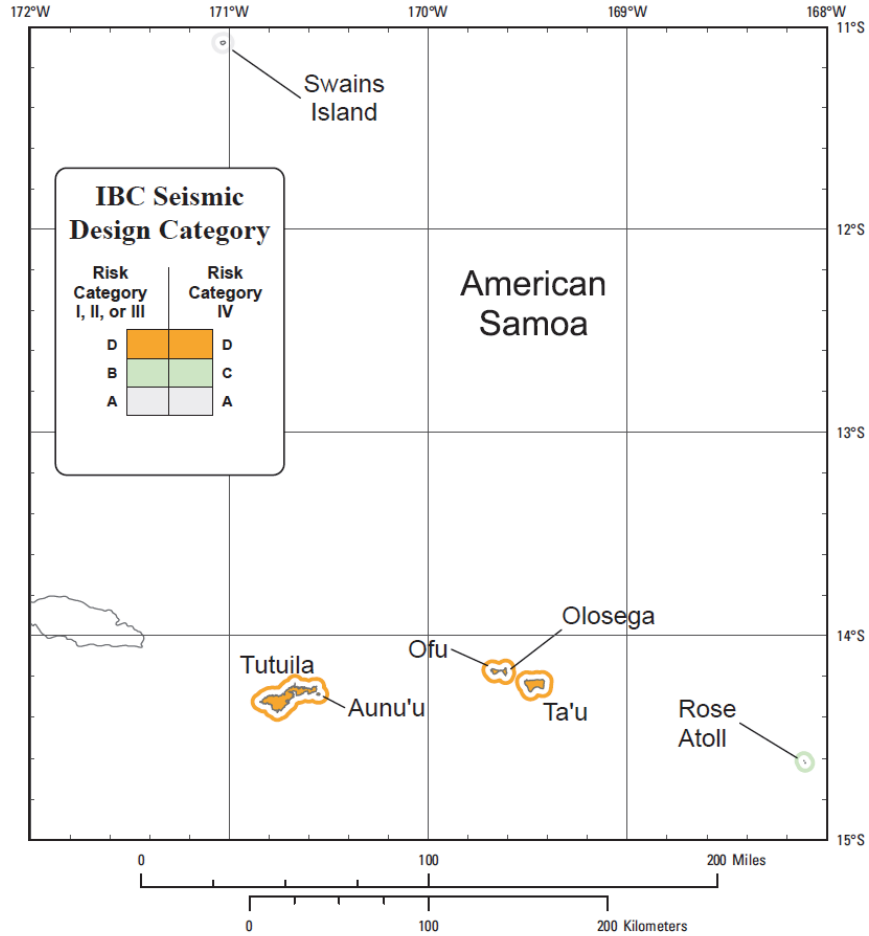 172°W 171°W 170°W 169°W 168°W
11°S
Swains
Island
IBC Seismic
Design Category
Risk
Category
I, II, or III
Risk
Category
IV
D D
B C
A A
12°S
American
Samoa
13°S
14°S
Olosega
Ofu
Tutuila
Aunu'u
Ta'u
Rose
Atoll
15°S
0 100 200 Miles
0 100 200 Kilometers